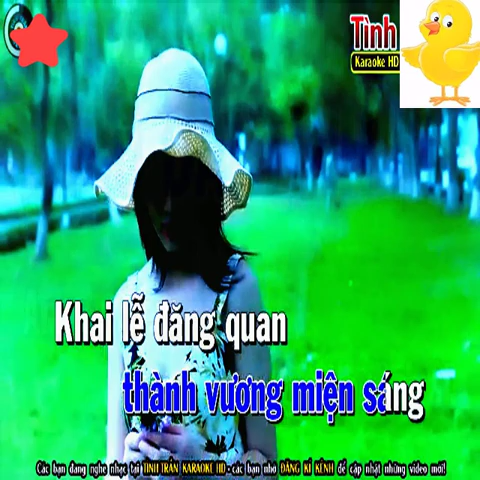 Tình
Karaoke HD
Khai lễ đăng quan
thành vương miện sáng
Các bạn đang nghe nhạc tại TÌNH TRẦN KARAOKE HD - các bạn nhớ ĐĂNG KÍ KÊNH để cập nhật những video mới!